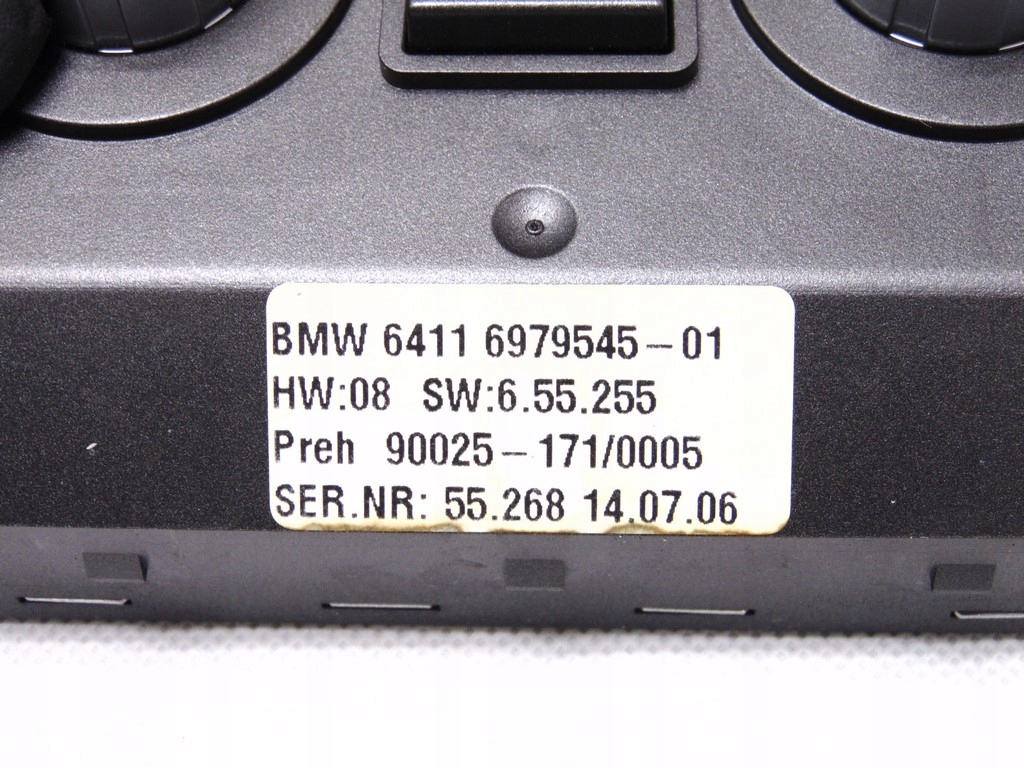 BMW 6411 6979545-01
HW:08 SW:6.55.255
Preh 90025-171/0005
SER.NR: 55.268 14.07.06